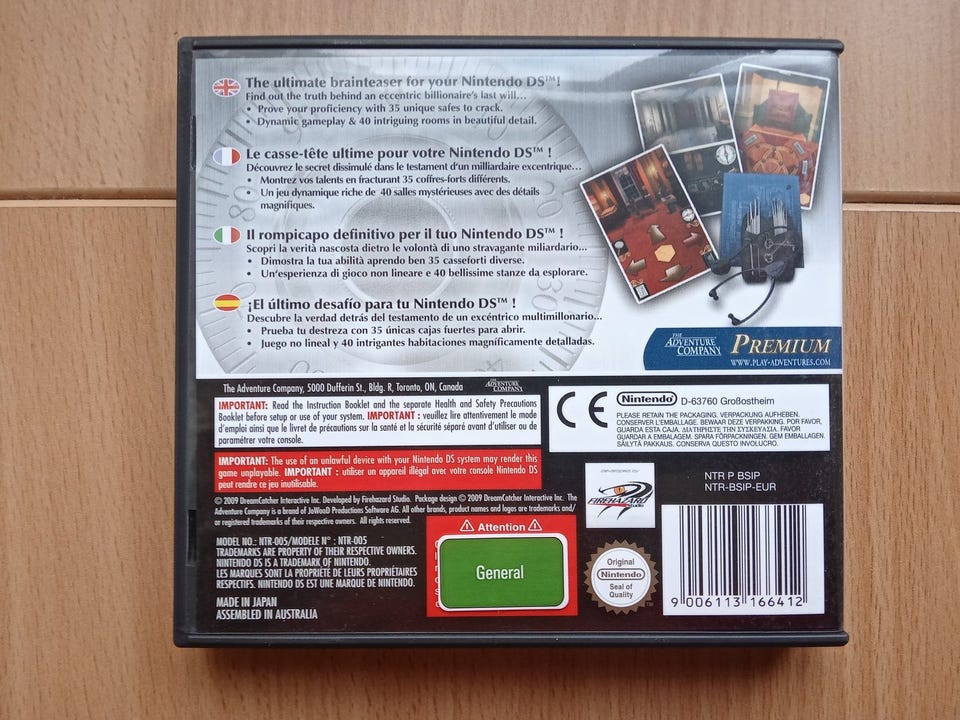 The ultimate brainteaser for your Nintendo DS™!
Find out the truth behind an eccentric billionaire's last will...
• Prove your proficiency with 35 unique safes to crack.
• Dynamic gameplay & 40 intriguing rooms in beautiful detail.
Le casse-tête ultime pour votre Nintendo DS™ !
Découvrez le secret dissimulé dans le testament d'un milliardaire excentrique...
• Montrez vos talents en fracturant 35 coffres-forts différents.
• Un jeu dynamique riche de 40 salles mystérieuses avec des détails
magnifiques.
Il rompicapo definitivo per il tuo Nintendo DS™ !
Scopri la verità nascosta dietro le volontà di uno stravagante miliardario...
• Dimostra la tua abilità aprendo ben 35 casseforti diverse.
• Un'esperienza di gioco non lineare e 40 bellissime stanze da esplorare.
¡El último desafío para tu Nintendo DS™ !
Descubre la verdad detrás del testamento de un excéntrico multimillonario...
• Prueba tu destreza con 35 únicas cajas fuertes para abrir.
• Juego no lineal y 40 intrigantes habitaciones magníficamente detalladas.
THE
ADVENTURE
COMPANY
PREMIUM
WWW.PLAY-ADVENTURES.COM
The Adventure Company, 5000 Dufferin St., Bldg. R, Toronto, ON, Canada
THE
ADVENTURE
COMPANY
IMPORTANT: Read the Instruction Booklet and the separate Health and Safety Precautions
Booklet before setup or use of your system. IMPORTANT : veuillez lire attentivement le mode
d'emploi ainsi que le livret de précautions sur la santé et la sécurité séparé avant d'utiliser ou de
paramétrer votre console.
IMPORTANT: The use of an unlawful device with your Nintendo DS system may render this
game unplayable. IMPORTANT : utiliser un appareil illégal avec votre console Nintendo DS
peut rendre ce jeu inutilisable.
© 2009 DreamCatcher Interactive Inc. Developed by Firehazard Studio. Package design © 2009 DreamCatcher Interactive Inc. The
Adventure Company is a brand of JoWooD Productions Software AG. All other brands, product names and logos are trademarks and/
or registered trademarks of their respective owners. All rights reserved.
MODEL NO.: NTR-005/MODÈLE N° : NTR-005
TRADEMARKS ARE PROPERTY OF THEIR RESPECTIVE OWNERS.
NINTENDO DS IS A TRADEMARK OF NINTENDO.
LES MARQUES SONT LA PROPRIÉTÉ DE LEURS PROPRIÉTAIRES
RESPECTIFS. NINTENDO DS EST UNE MARQUE DE NINTENDO.
MADE IN JAPAN
ASSEMBLED IN AUSTRALIA
Attention
General
CE
Nintendo
D-63760 Großostheim
PLEASE RETAIN THE PACKAGING. VERPACKUNG AUFHEBEN.
CONSERVER L'EMBALLAGE. BEWAAR DEZE VERPAKKING. POR FAVOR,
GUARDA ESTA CAJA. ΔΙΑΤΗΡΗΣΤΕ ΤΗΝ ΣΥΣΚΕΥΑΣΙΑ. FAVOR
GUARDAR A EMBALAGEM. SPARA FÖRPACKNINGEN. GEM EMBALLAGEN.
SÄILYTÄ PAKKAUS. CONSERVA QUESTO INVOLUCRO.
FIREHAZARD
studio
NTR P BSIP
NTR-BSIP-EUR
Original
Nintendo
Seal of
Quality
TM
9 006113 166412
80
30